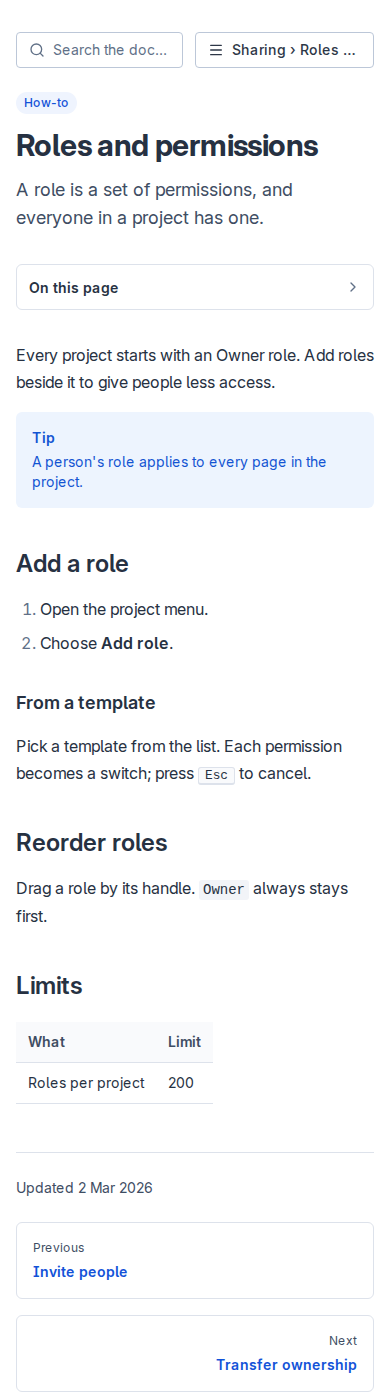 Search the doc...
Sharing › Roles ...
How-to
Roles and permissions
A role is a set of permissions, and
everyone in a project has one.
On this page
Every project starts with an Owner role. Add roles
beside it to give people less access.
Tip
A person's role applies to every page in the
project.
Add a role
1. Open the project menu.
2. Choose Add role.
From a template
Pick a template from the list. Each permission
becomes a switch; press Esc to cancel.
Reorder roles
Drag a role by its handle. Owner always stays
first.
Limits
What Limit
Roles per project 200
Updated 2 Mar 2026
Previous
Invite people
Next
Transfer ownership